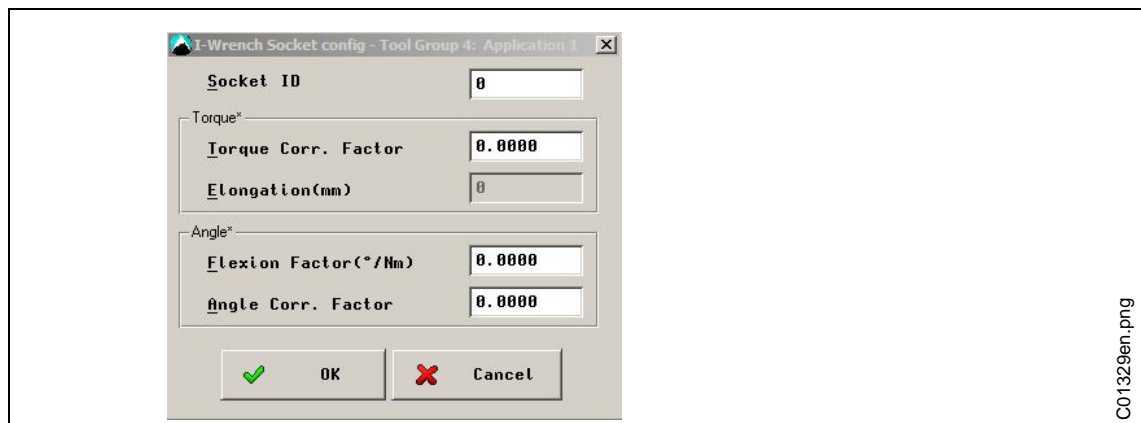 I-Wrench Socket config - Tool Group 4: Application 1
Socket ID 0
Torque*
Torque Corr. Factor 0.0000
Elongation(mm) 0
Angle*
Flexion Factor(°/Nm) 0.0000
Angle Corr. Factor 0.0000
OK Cancel
C01329en.png